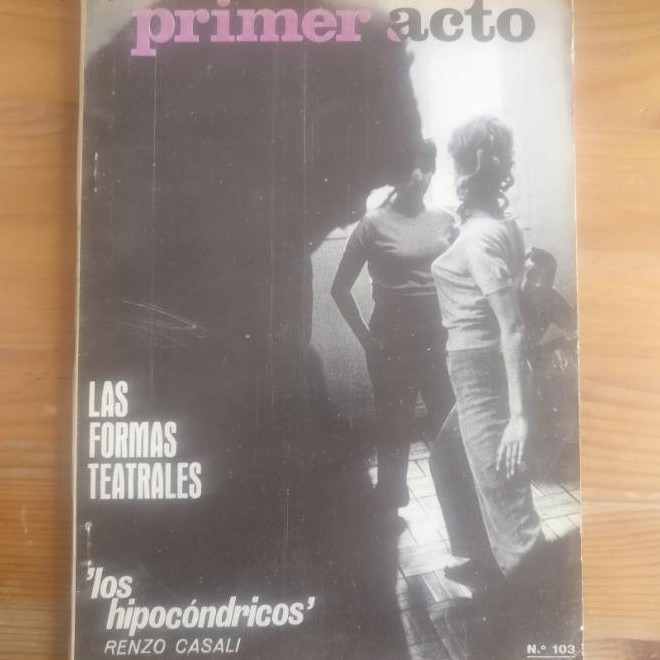 primer acto
LAS
FORMAS
TEATRALES
'los
hipocóndricos'
RENZO CASALI
N.º 103